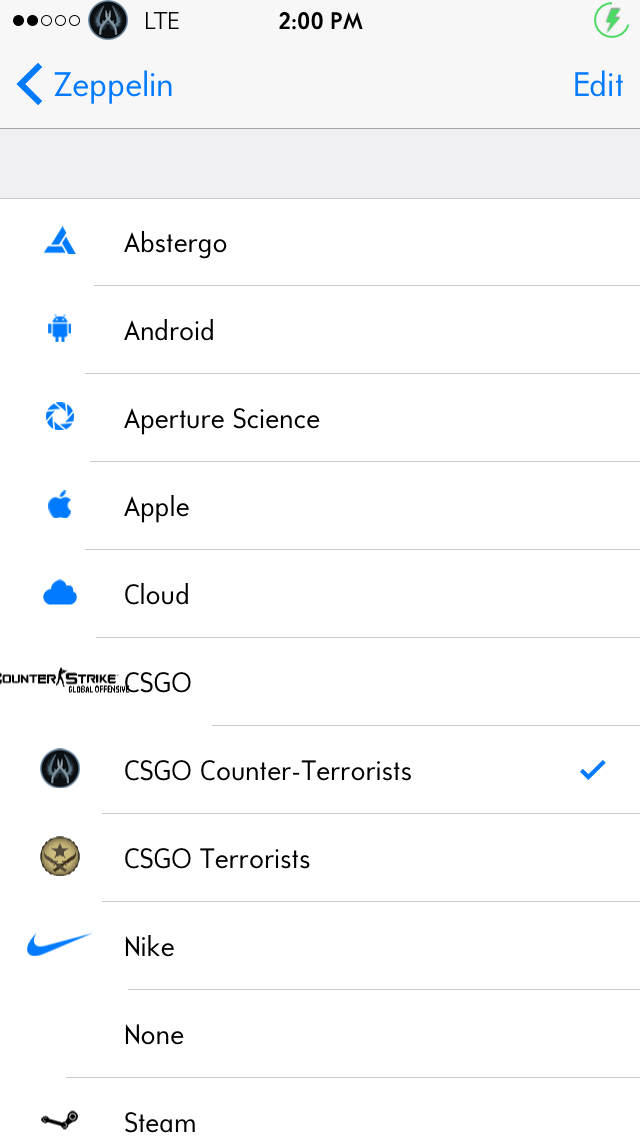 LTE 2:00 PM
Zeppelin Edit
Abstergo
Android
Aperture Science
Apple
Cloud
COUNTER STRIKE
GLOBAL OFFENSIVE
CSGO
CSGO Counter-Terrorists
CSGO Terrorists
Nike
None
Steam